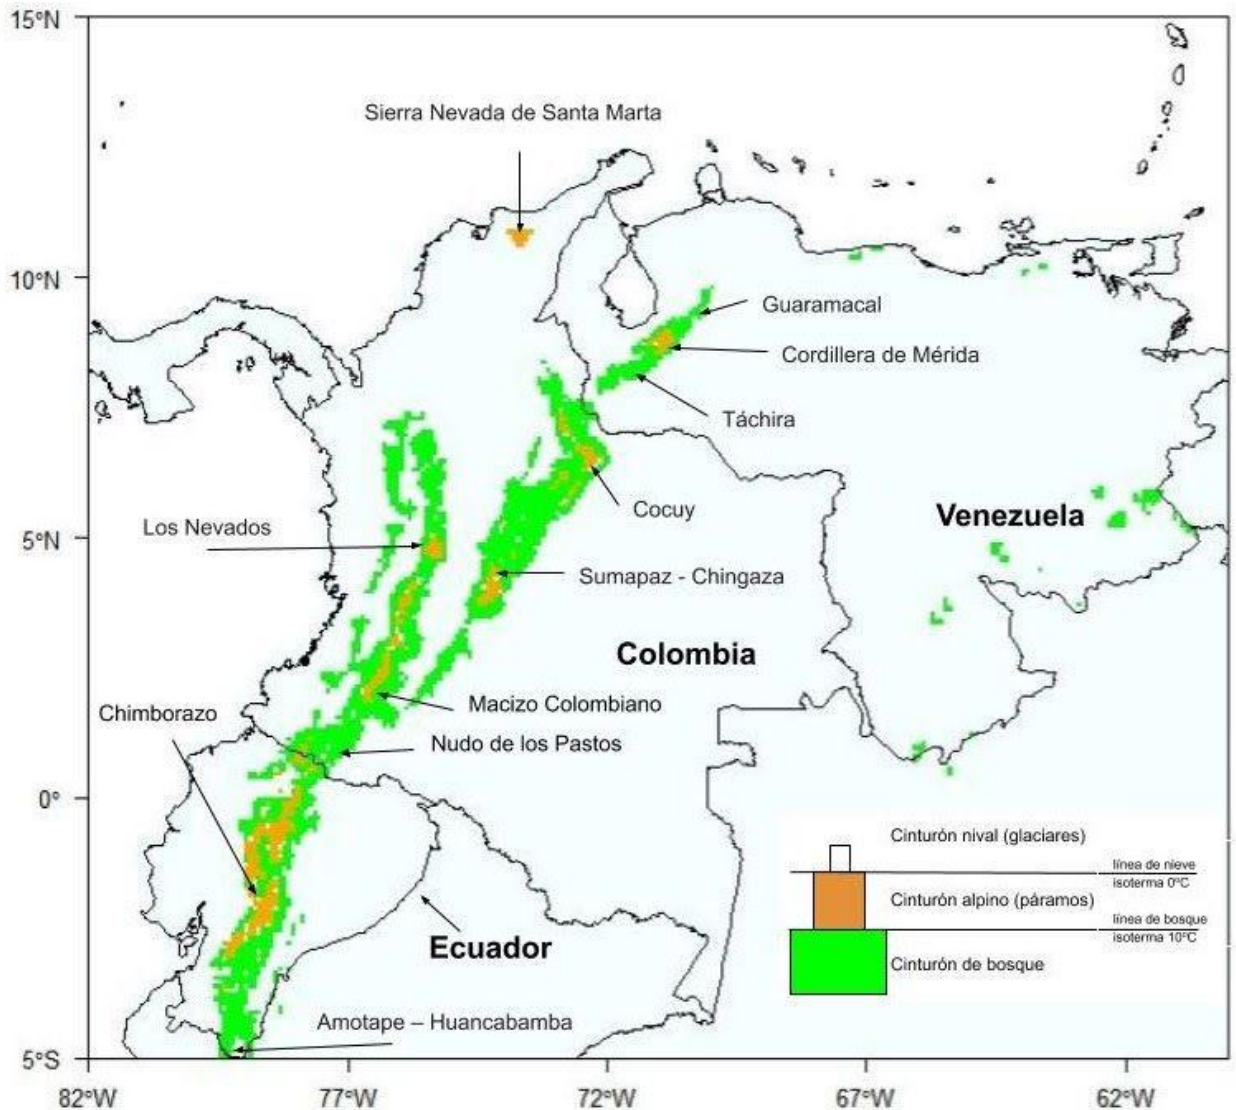 15°N
Sierra Nevada de Santa Marta
10°N
Guaramacal
Cordillera de Mérida
Táchira
Cocuy
Venezuela
Los Nevados
5°N
Sumapaz - Chingaza
Colombia
Macizo Colombiano
Chimborazo
Nudo de los Pastos
0°
Cinturón nival (glaciares)
línea de nieve
isoterma 0°C
Cinturón alpino (páramos)
línea de bosque
isoterma 10°C
Ecuador
Cinturón de bosque
Amotape – Huancabamba
5°S
82°W
77°W
72°W
67°W
62°W